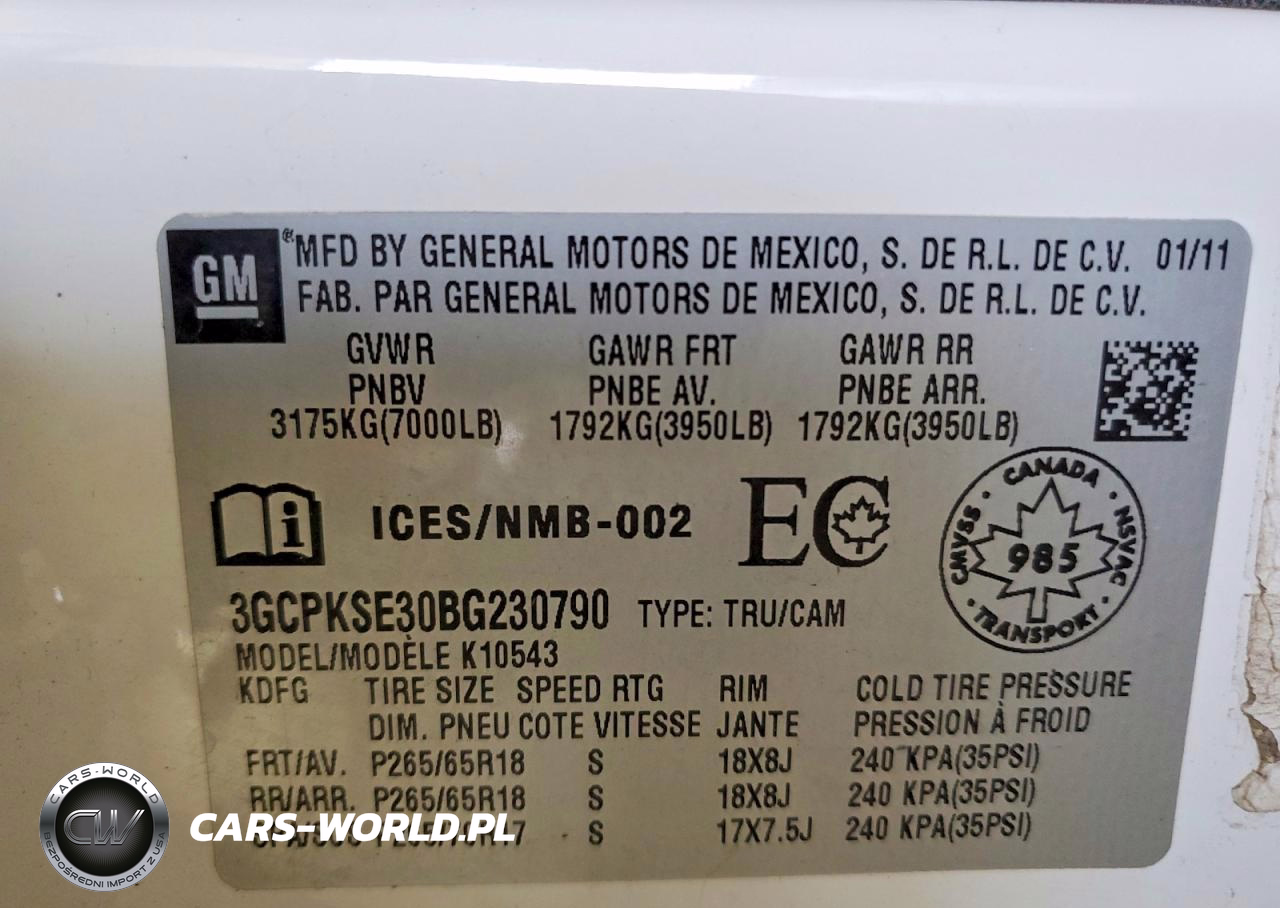 GM
MFD BY GENERAL MOTORS DE MEXICO, S. DE R.L. DE C.V. 01/11
FAB. PAR GENERAL MOTORS DE MEXICO, S. DE R.L. DE C.V.
GVWR GAWR FRT GAWR RR
PNBV PNBE AV. PNBE ARR.
3175KG(7000LB) 1792KG(3950LB) 1792KG(3950LB)
i ICES/NMB-002 EC
CANADA
CMVSS · NSVAC
985
TRANSPORT
3GCPKSE30BG230790 TYPE: TRU/CAM
MODEL/MODÈLE K10543
KDFG TIRE SIZE SPEED RTG RIM COLD TIRE PRESSURE
DIM. PNEU COTE VITESSE JANTE PRESSION À FROID
FRT/AV. P265/65R18 S 18X8J 240 KPA(35PSI)
RR/ARR. P265/65R18 S 18X8J 240 KPA(35PSI)
S 17X7.5J 240 KPA(35PSI)
CARS-WORLD
CW
BEZPOŚREDNI IMPORT Z USA
CARS-WORLD.PL